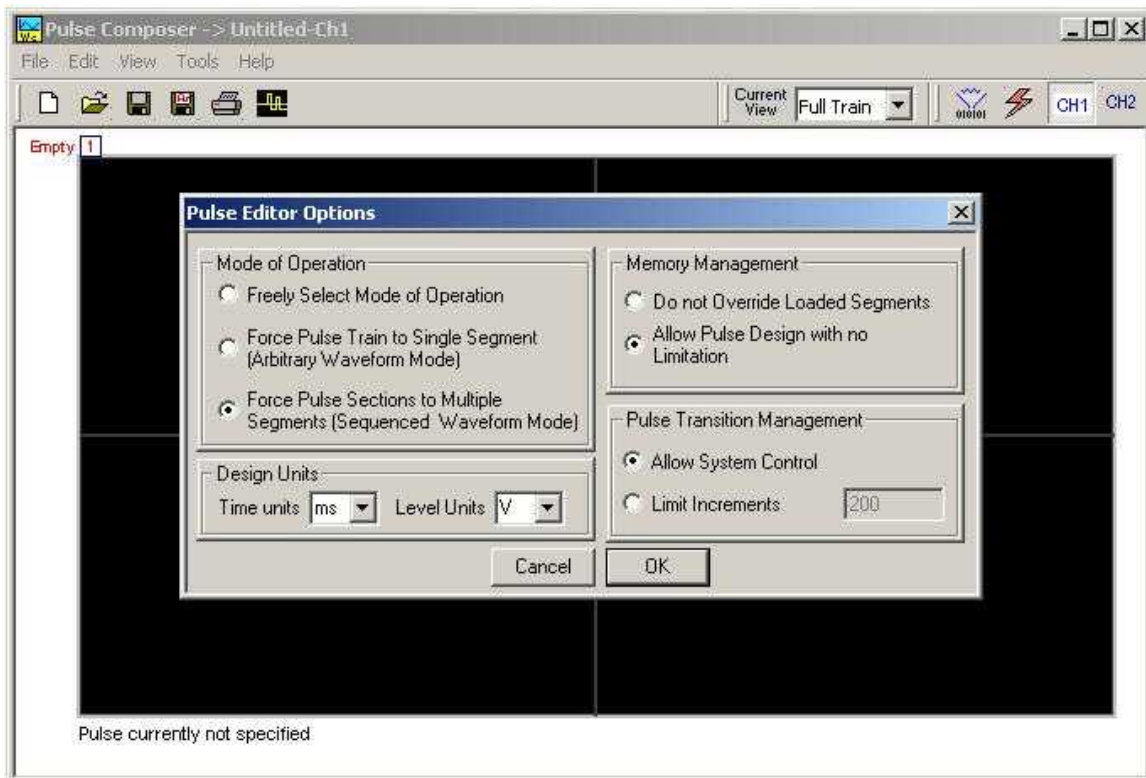 Pulse Composer -> Untitled-Ch1
File Edit View Tools Help
Current View Full Train
010101
CH1 CH2
Empty 1
Pulse Editor Options
Mode of Operation
Freely Select Mode of Operation
Force Pulse Train to Single Segment
(Arbitrary Waveform Mode)
Force Pulse Sections to Multiple
Segments (Sequenced Waveform Mode)
Design Units
Time units ms Level Units V
Memory Management
Do not Override Loaded Segments
Allow Pulse Design with no
Limitation
Pulse Transition Management
Allow System Control
Limit Increments 200
Cancel OK
Pulse currently not specified